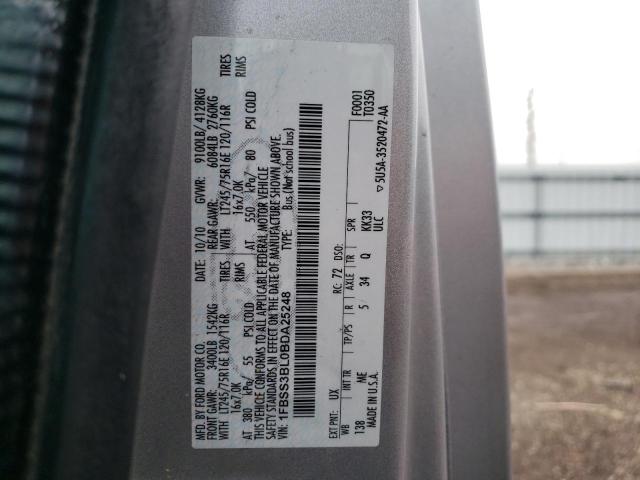 MFD. BY FORD MOTOR CO. DATE: 10/10 GVWR: 9100LB/ 4128KG
FRONT GAWR: 3400LB 1542KG REAR GAWR: 6084LB 2760KG
WITH LT245/75R16E 120/116R TIRES WITH LT245/75R16E 120/116R TIRES
16x7.0K RIMS 16x7.0K RIMS
AT 380 kPa/ 55 PSI COLD AT 550 kPa/ 80 PSI COLD
THIS VEHICLE CONFORMS TO ALL APPLICABLE FEDERAL MOTOR VEHICLE
SAFETY STANDARDS IN EFFECT ON THE DATE OF MANUFACTURE SHOWN ABOVE.
VIN: 1FBSS3BL0BDA25248 TYPE: Bus (Not school bus)
F0001
T0350
EXT PNT: UX RC: 72 DSO:
WB INT TR TP/PS R AXLE TR SPR
138 ME 5 34 Q KK33
MADE IN U.S.A. ULC
5U5A-3520472-AA